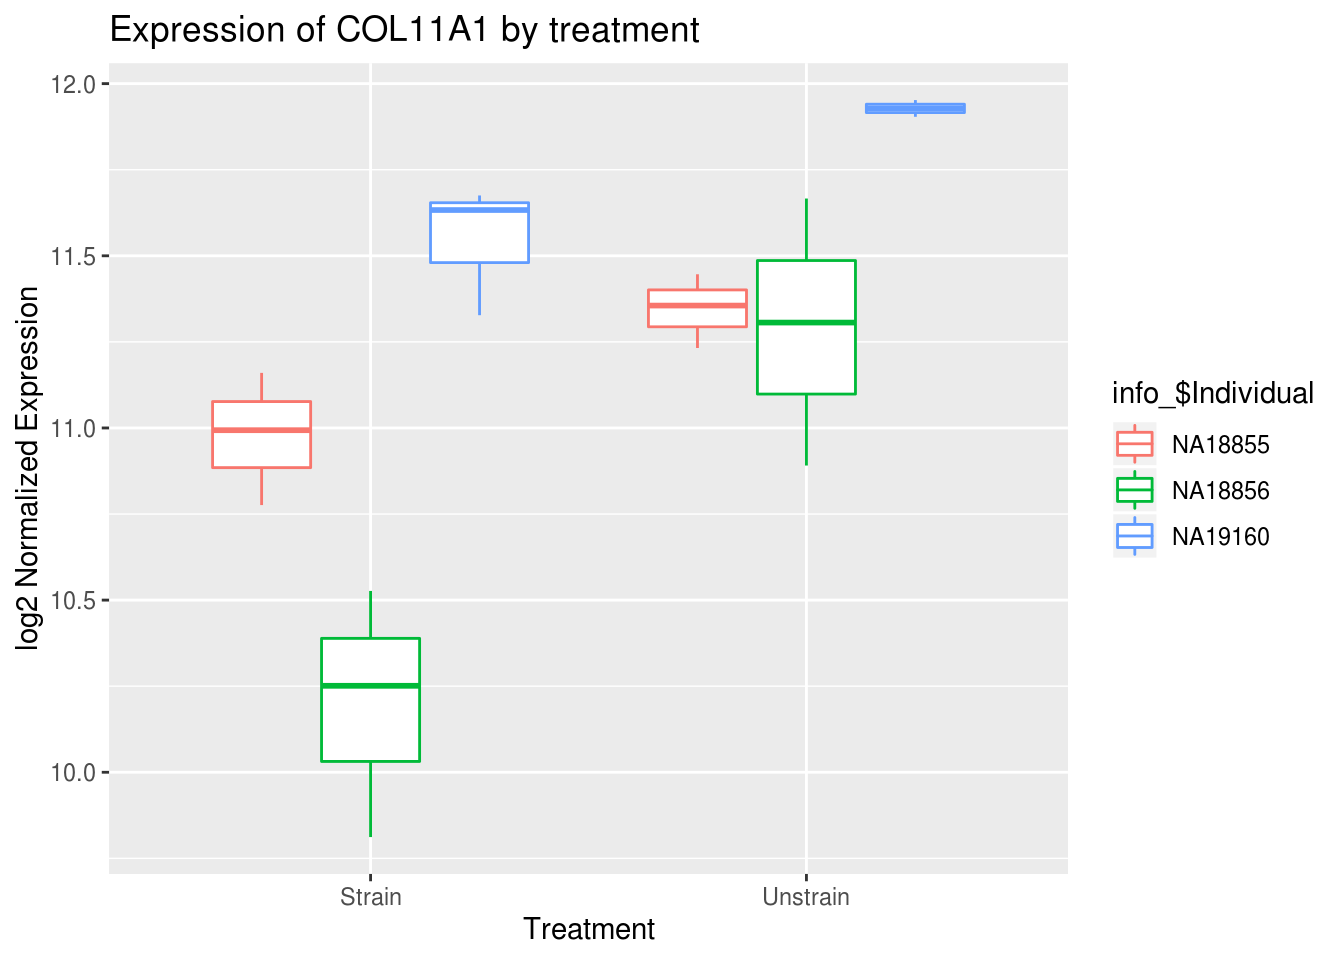 Expression of COL11A1 by treatment
12.0
11.5
11.0
10.5
10.0
log2 Normalized Expression
Strain
Unstrain
Treatment
info_$Individual
NA18855
NA18856
NA19160